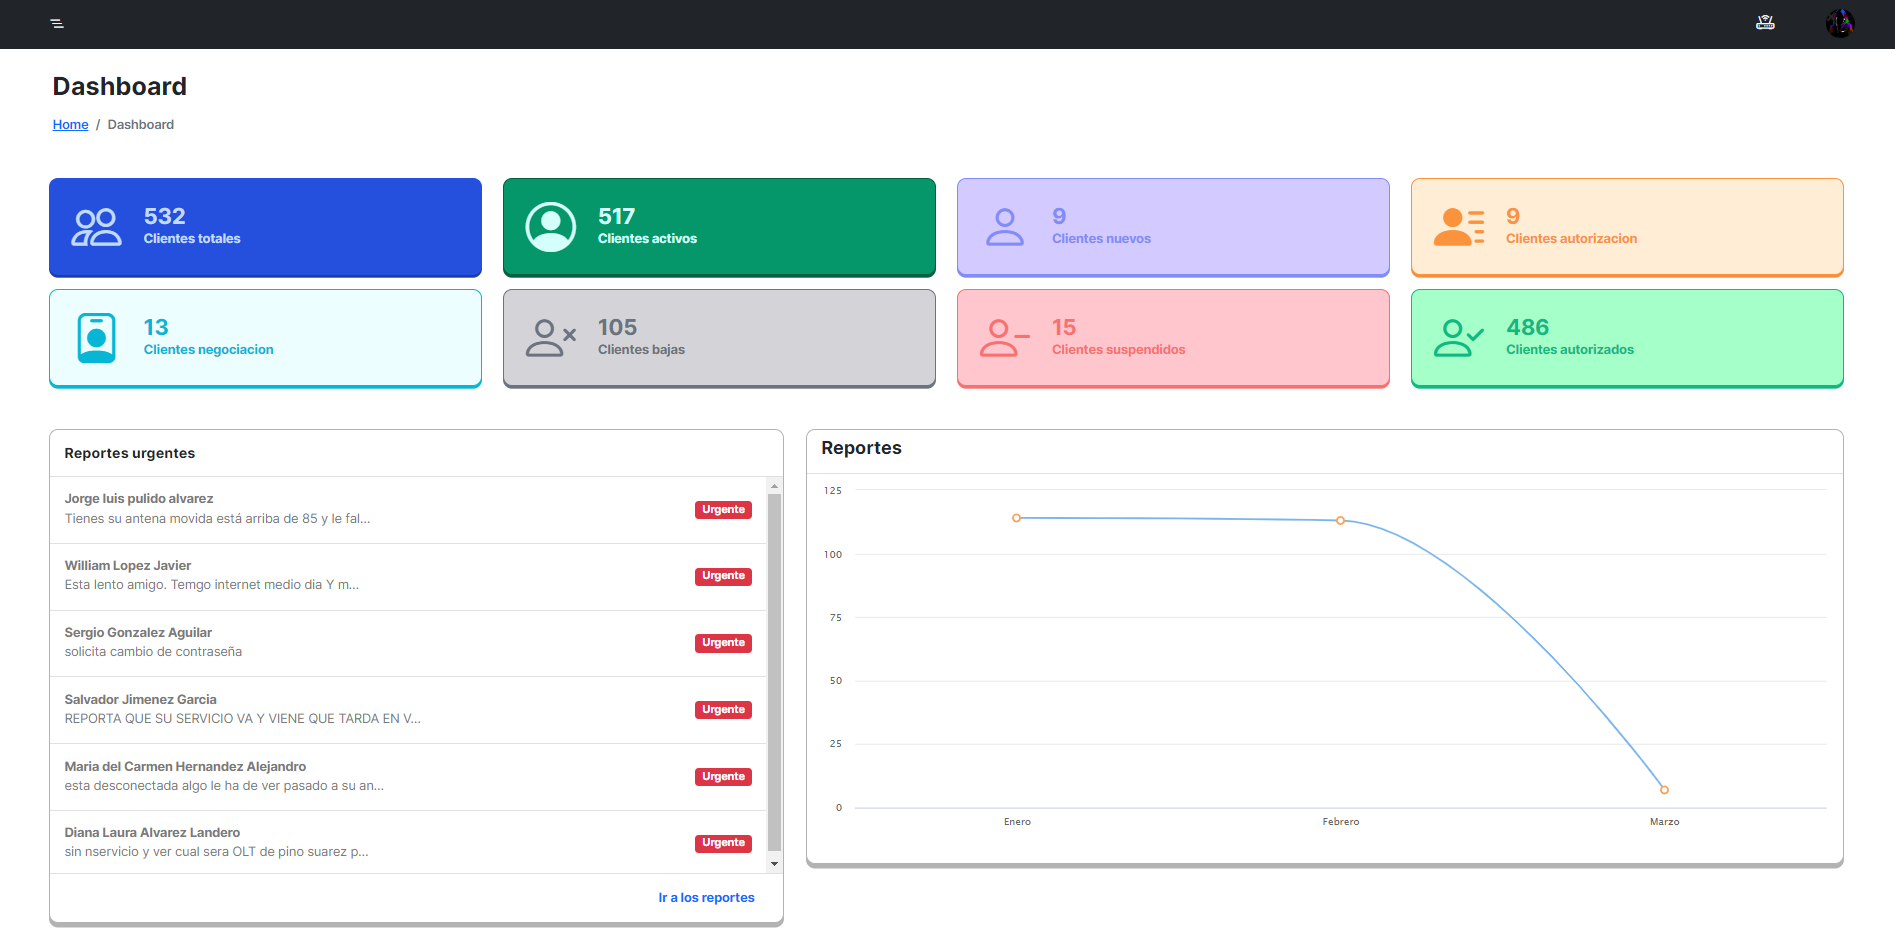 Dashboard
Home / Dashboard
532
Clientes totales
517
Clientes activos
9
Clientes nuevos
9
Clientes autorizacion
13
Clientes negociacion
105
Clientes bajas
15
Clientes suspendidos
486
Clientes autorizados
Reportes urgentes
Jorge luis pulido alvarez
Tienes su antena movida está arriba de 85 y le fal...
Urgente
William Lopez Javier
Esta lento amigo. Temgo internet medio dia Y m...
Urgente
Sergio Gonzalez Aguilar
solicita cambio de contraseña
Urgente
Salvador Jimenez Garcia
REPORTA QUE SU SERVICIO VA Y VIENE QUE TARDA EN V...
Urgente
Maria del Carmen Hernandez Alejandro
esta desconectada algo le ha de ver pasado a su an...
Urgente
Diana Laura Alvarez Landero
sin nservicio y ver cual sera OLT de pino suarez p...
Urgente
Ir a los reportes
Reportes
125
100
75
50
25
0
Enero
Febrero
Marzo